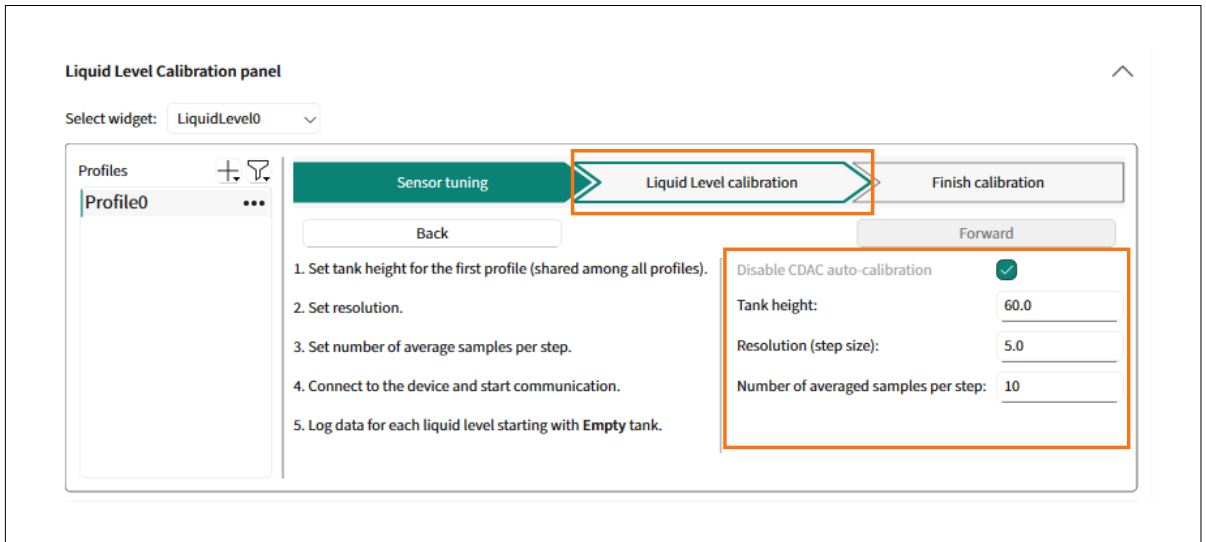 Liquid Level Calibration panel
Select widget: LiquidLevel0
Profiles
Profile0
Sensor tuning
Liquid Level calibration
Finish calibration
Back
Forward
1. Set tank height for the first profile (shared among all profiles).
2. Set resolution.
3. Set number of average samples per step.
4. Connect to the device and start communication.
5. Log data for each liquid level starting with Empty tank.
Disable CDAC auto-calibration
Tank height: 60.0
Resolution (step size): 5.0
Number of averaged samples per step: 10